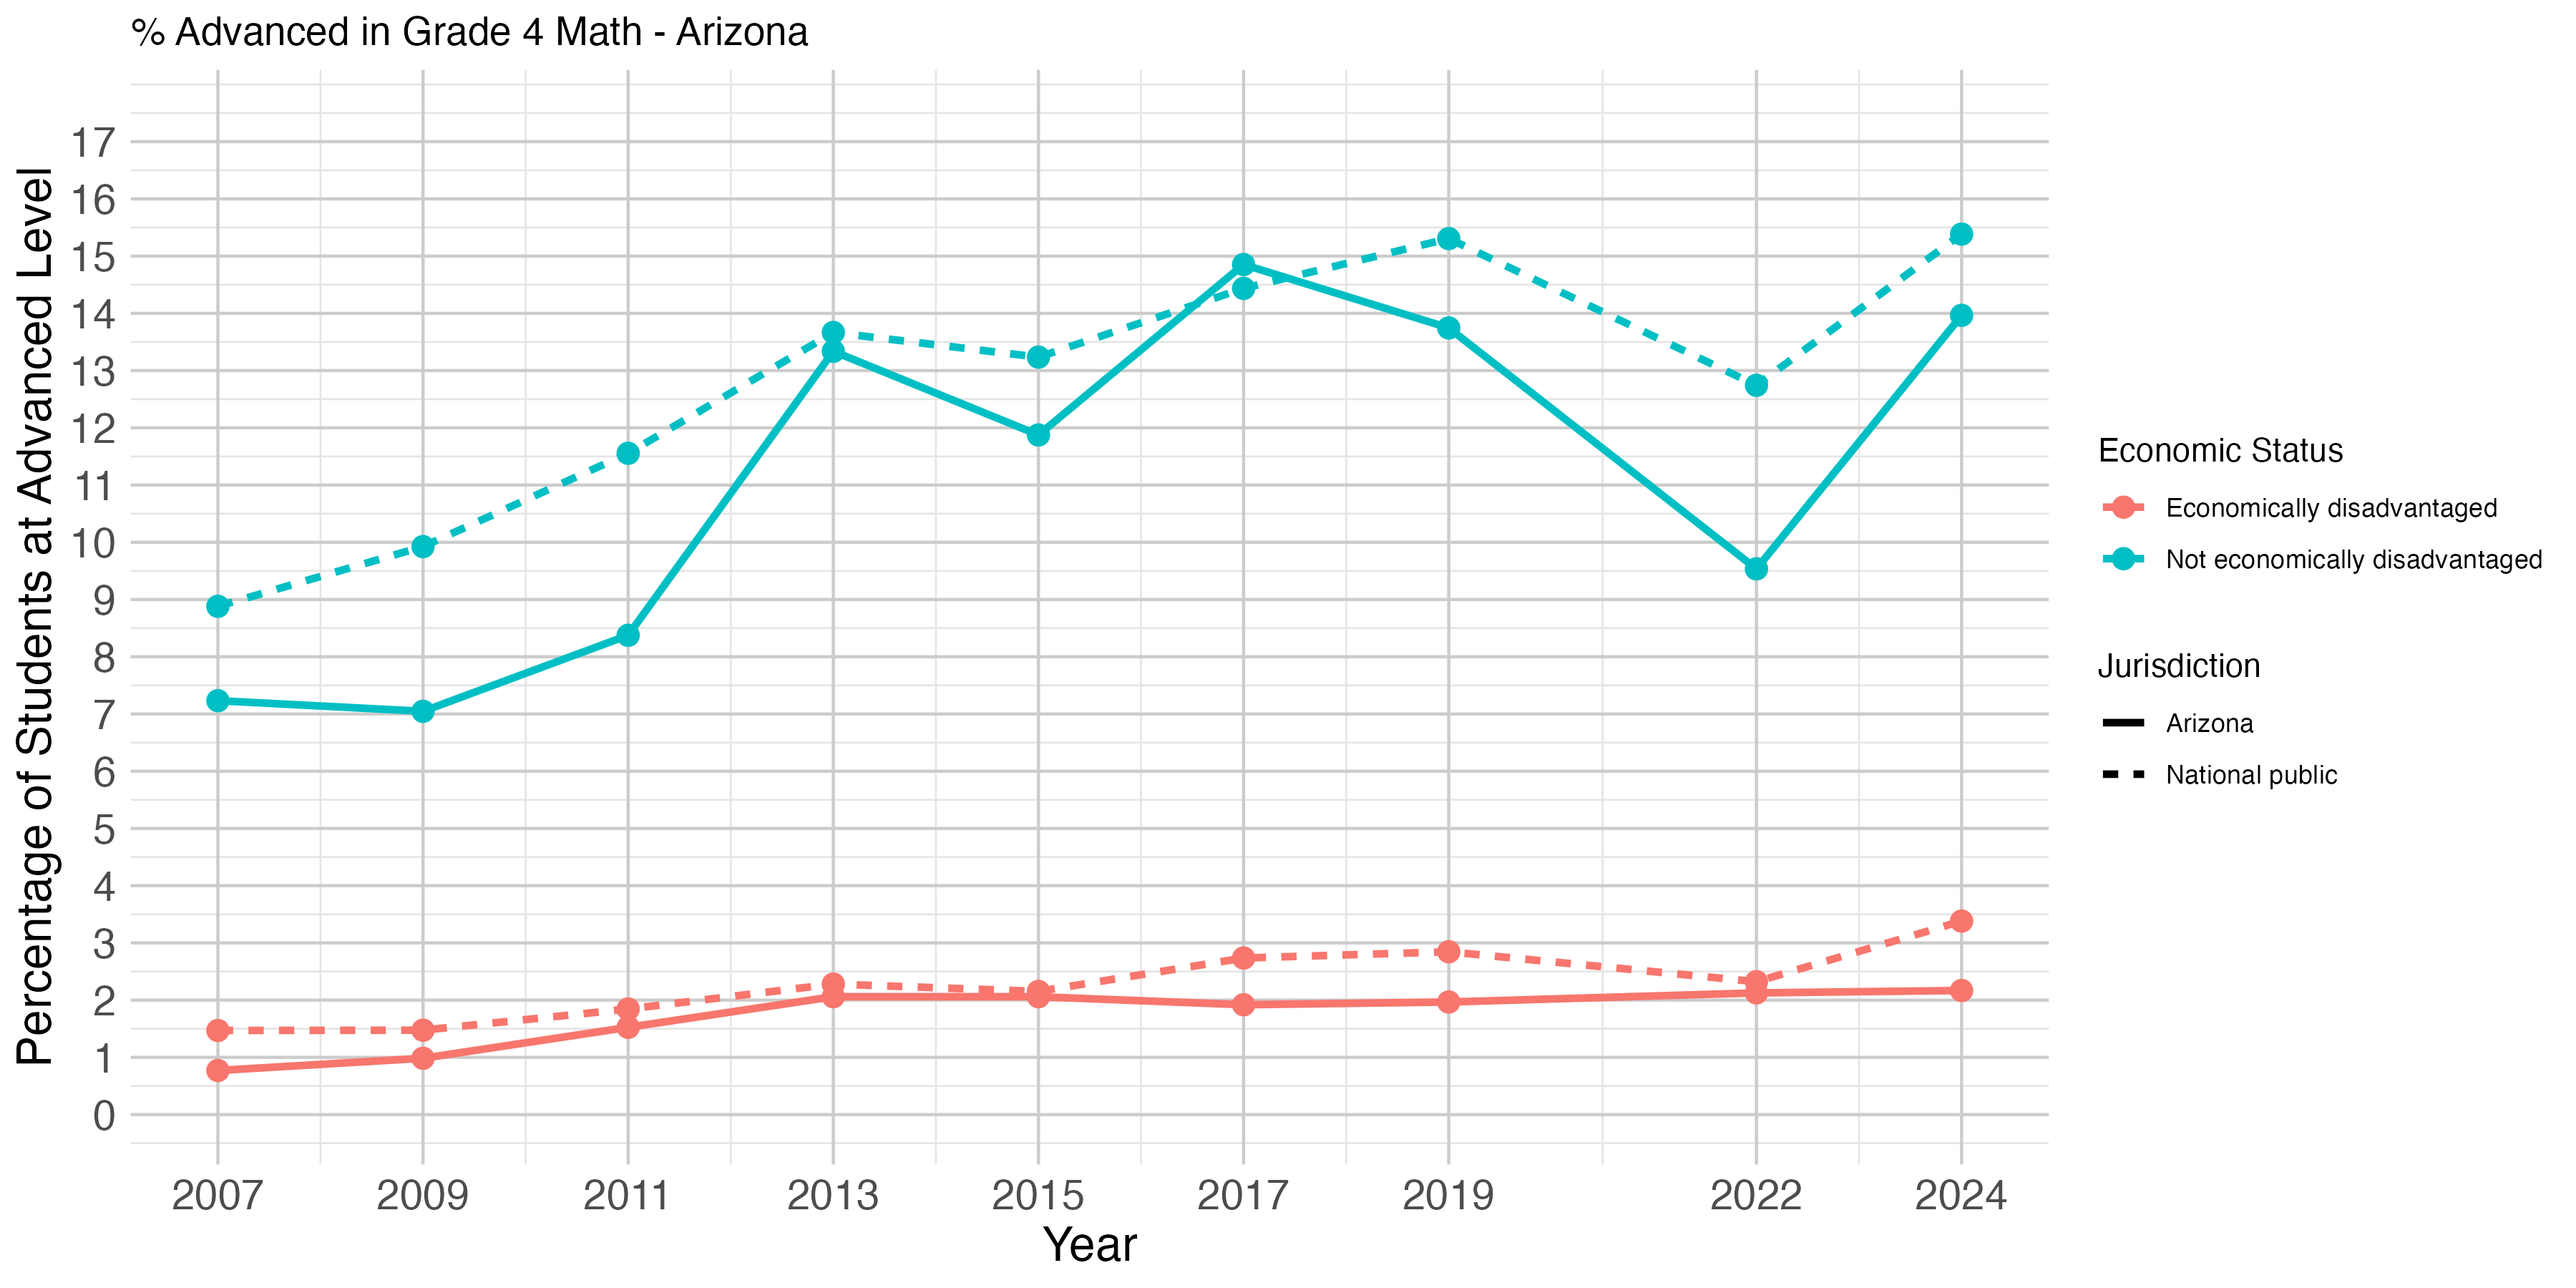 % Advanced in Grade 4 Math - Arizona
Percentage of Students at Advanced Level
17
16
15
14
13
12
11
10
9
8
7
6
5
4
3
2
1
0
2007 2009 2011 2013 2015 2017 2019 2022 2024
Year
Economic Status
Economically disadvantaged
Not economically disadvantaged
Jurisdiction
Arizona
National public